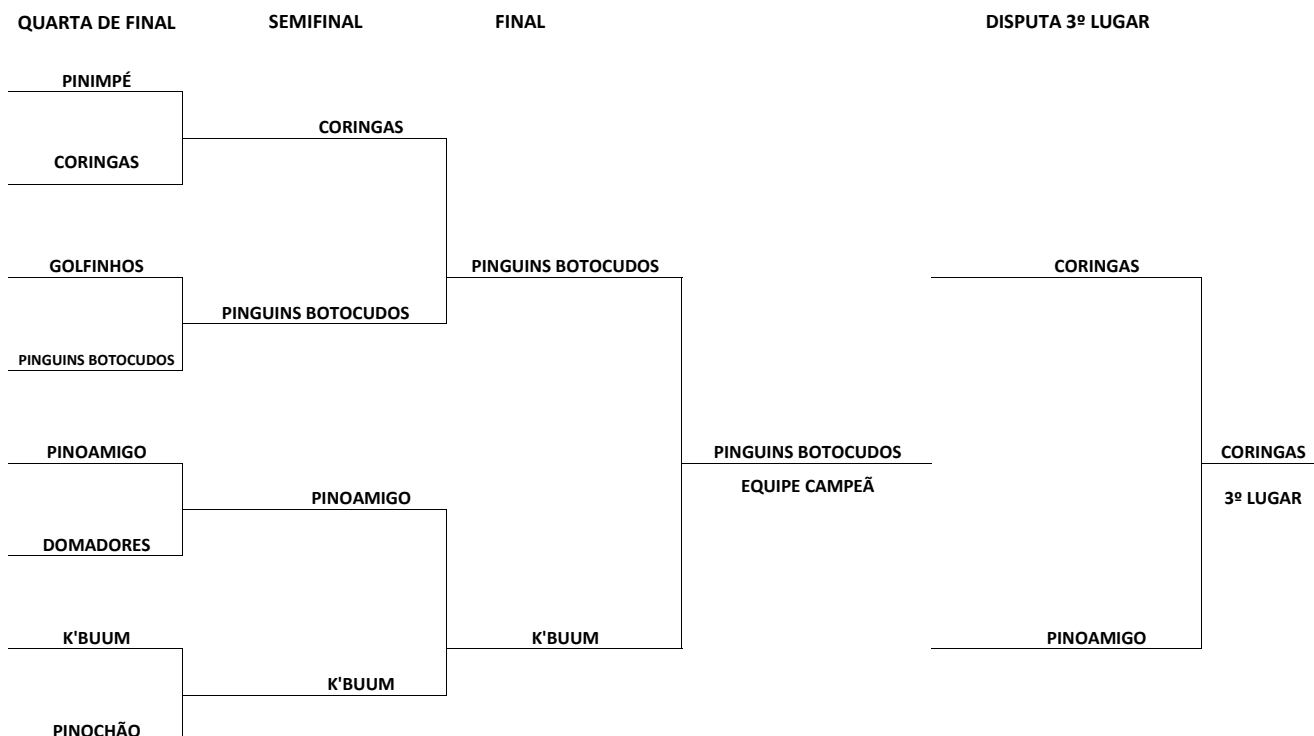 QUARTA DE FINAL SEMIFINAL FINAL DISPUTA 3º LUGAR
PINIMPÉ
CORINGAS
CORINGAS
GOLFINHOS PINGUINS BOTOCUDOS CORINGAS
PINGUINS BOTOCUDOS
PINGUINS BOTOCUDOS
PINOAMIGO PINGUINS BOTOCUDOS CORINGAS
EQUIPE CAMPEÃ
PINOAMIGO 3º LUGAR
DOMADORES
K'BUUM K'BUUM PINOAMIGO
K'BUUM
PINOCHÃO